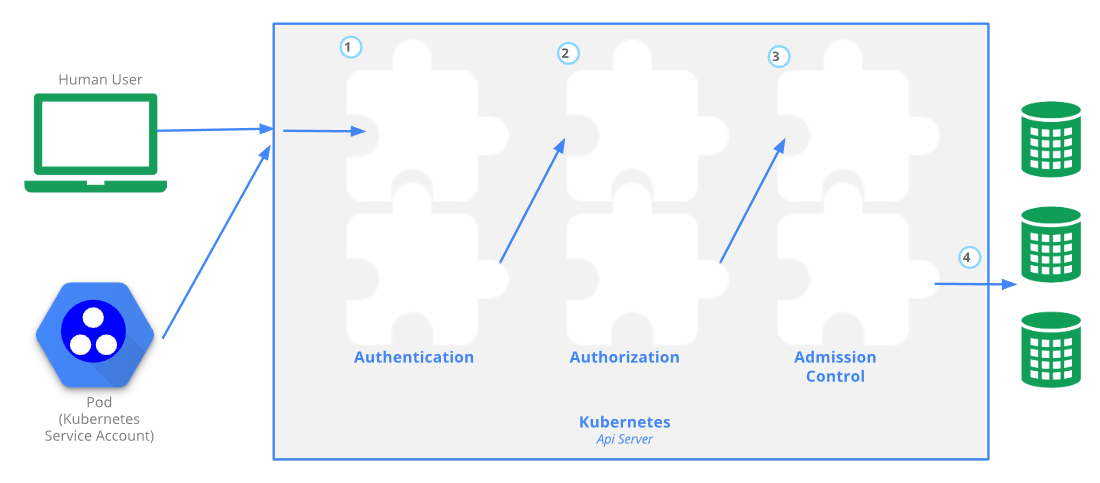 Human User
Pod
(Kubernetes
Service Account)
1
2
3
4
Authentication
Authorization
Admission
Control
Kubernetes
Api Server